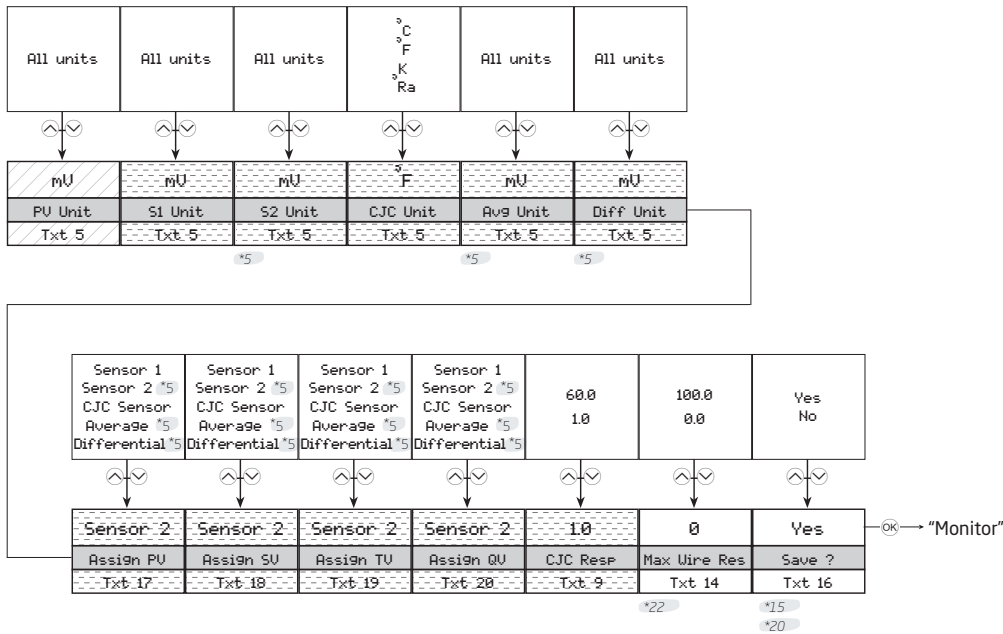 All units All units All units °C All units All units
°F
°K
°Ra
mV mV mV °F mV mV
PV Unit S1 Unit S2 Unit CJC Unit Avg Unit Diff Unit
Txt 5 Txt 5 Txt 5 Txt 5 Txt 5 Txt 5
*5 *5 *5
Sensor 1 Sensor 1 Sensor 1 Sensor 1
Sensor 2 *5 Sensor 2 *5 Sensor 2 *5 Sensor 2 *5 60.0 100.0 Yes
CJC Sensor CJC Sensor CJC Sensor CJC Sensor 1.0 0.0 No
Average *5 Average *5 Average *5 Average *5
Differential *5 Differential *5 Differential *5 Differential *5
Sensor 2 Sensor 2 Sensor 2 Sensor 2 10 0 Yes OK "Monitor"
Assign PV Assign SV Assign TV Assign QV CJC Resp Max Wire Res Save ?
Txt 17 Txt 18 Txt 19 Txt 20 Txt 9 Txt 14 Txt 16
*22 *15
*20